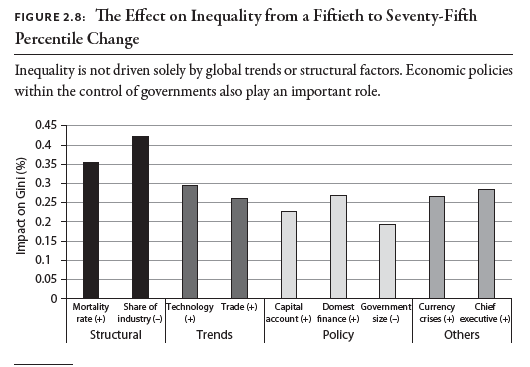 FIGURE 2.8: The Effect on Inequality from a Fiftieth to Seventy-Fifth
Percentile Change
Inequality is not driven solely by global trends or structural factors. Economic policies
within the control of governments also play an important role.
Impact on Gini (%)
0.45
0.4
0.35
0.3
0.25
0.2
0.15
0.1
0.05
0
Mortality rate (+)
Share of industry (–)
Technology (+)
Trade (+)
Capital account (+)
Domest finance (+)
Government size (–)
Currency crises (+)
Chief executive (+)
Structural
Trends
Policy
Others